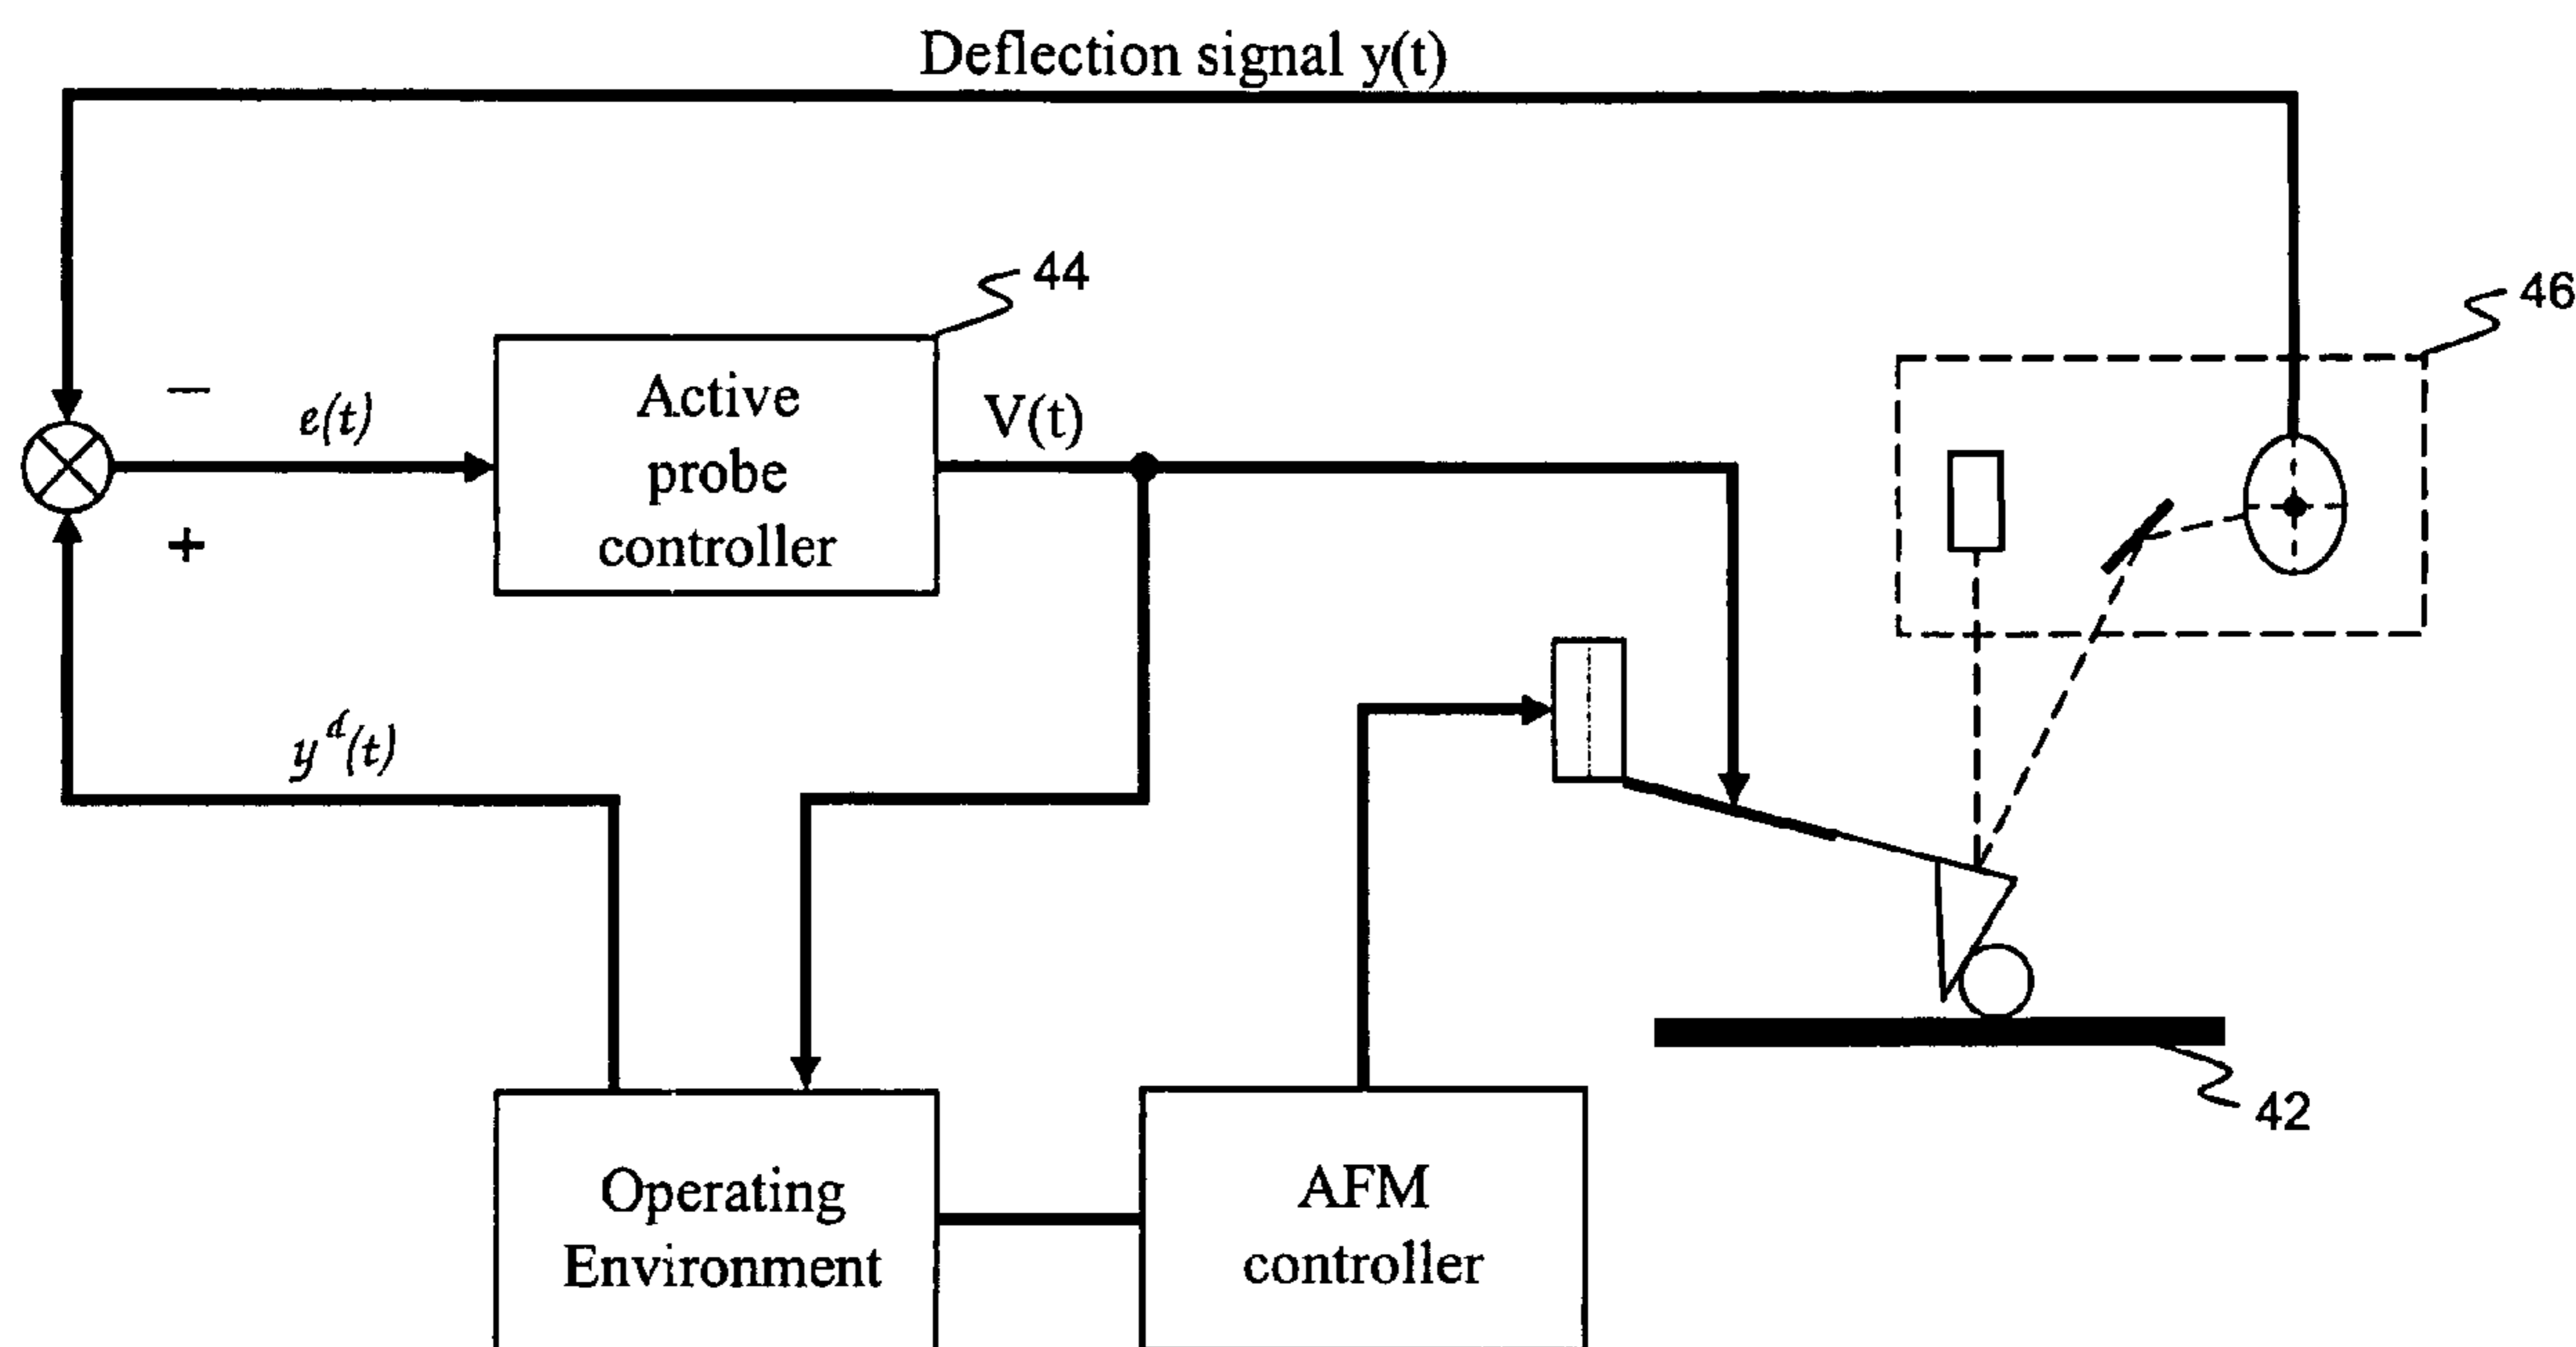 Deflection signal y(t)
44
46
−
e(t)
Active
probe
controller
V(t)
+
y^d(t)
42
Operating
Environment
AFM
controller